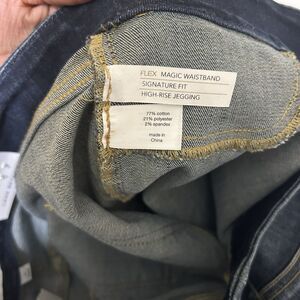 FLEX MAGIC WAISTBAND
SIGNATURE FIT
HIGH-RISE JEGGING
77% cotton
21% polyester
2% spandex
made in
China